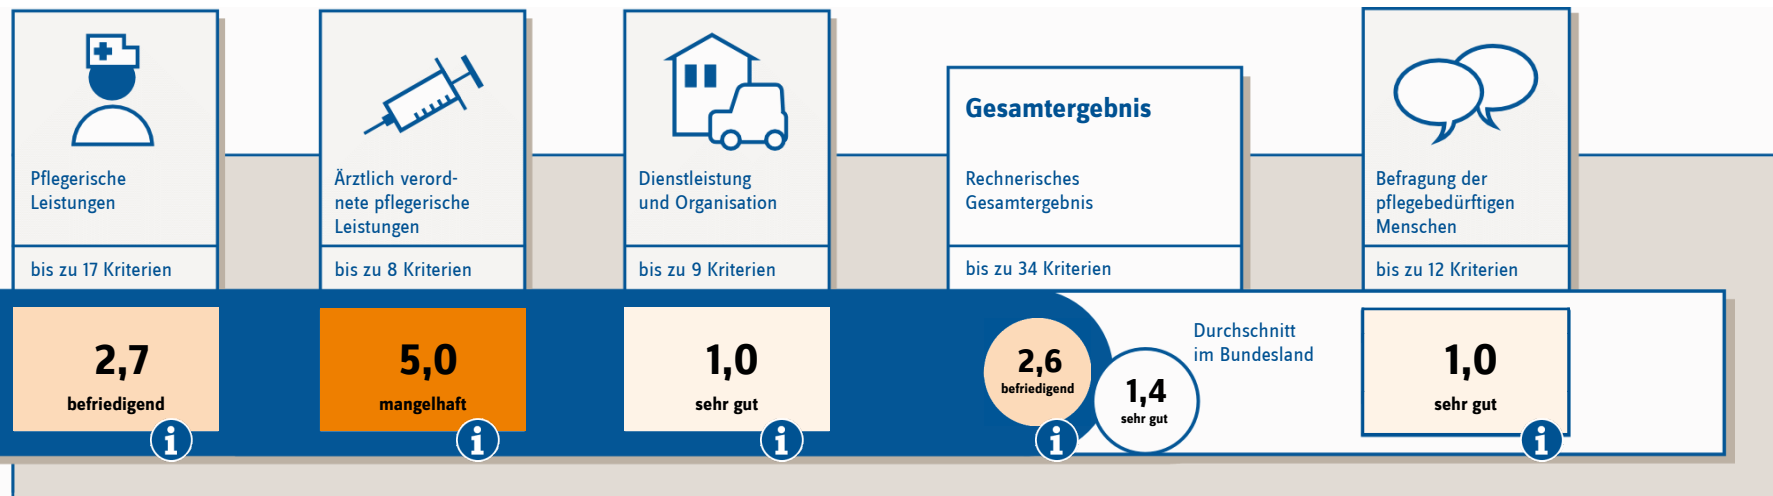 Pflegerische
Leistungen
bis zu 17 Kriterien
2,7
befriedigend
i
Ärztlich verord-
nete pflegerische
Leistungen
bis zu 8 Kriterien
5,0
mangelhaft
i
Dienstleistung
und Organisation
bis zu 9 Kriterien
1,0
sehr gut
i
Gesamtergebnis
Rechnerisches
Gesamtergebnis
bis zu 34 Kriterien
2,6
befriedigend
i
Durchschnitt
im Bundesland
1,4
sehr gut
Befragung der
pflegebedürftigen
Menschen
bis zu 12 Kriterien
1,0
sehr gut
i